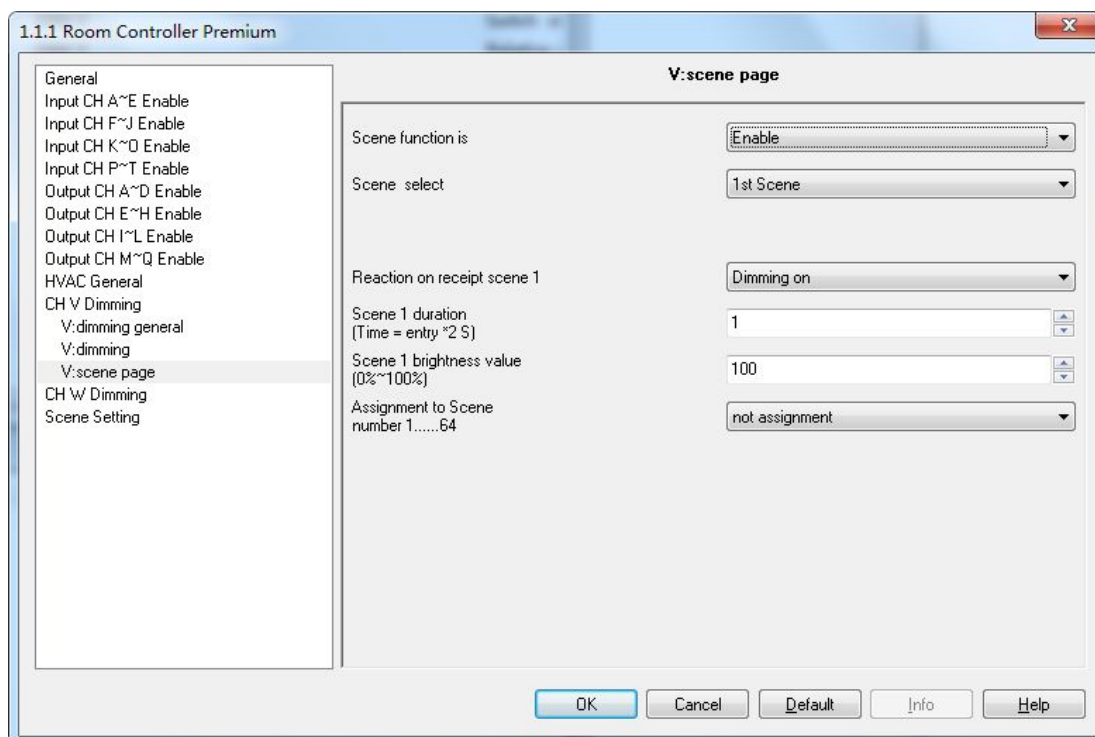 1.1.1 Room Controller Premium
General
Input CH A~E Enable
Input CH F~J Enable
Input CH K~O Enable
Input CH P~T Enable
Output CH A~D Enable
Output CH E~H Enable
Output CH I~L Enable
Output CH M~Q Enable
HVAC General
CH V Dimming
V:dimming general
V:dimming
V:scene page
CH W Dimming
Scene Setting
V:scene page
Scene function is
Enable
Scene select
1st Scene
Reaction on receipt scene 1
Dimming on
Scene 1 duration
(Time = entry *2 S)
1
Scene 1 brightness value
(0%~100%)
100
Assignment to Scene
number 1......64
not assignment
OK
Cancel
Default
Info
Help